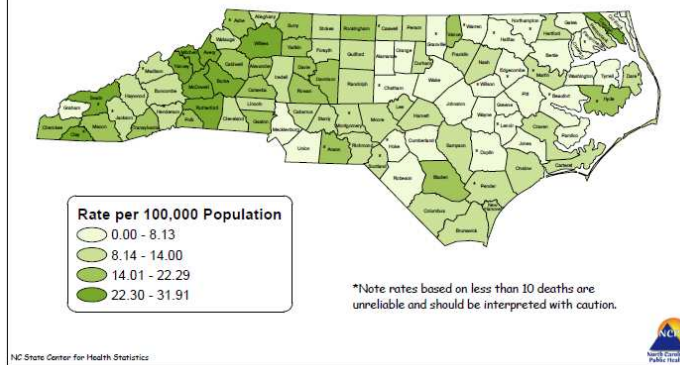 Ashe
Alleghany
Surry
Stokes
Rockingham
Caswell
Person
Vance
Warren
Northampton
Gates
Halifax
Hertford
Granville
Watauga
Wilkes
Yadkin
Forsyth
Guilford
Orange
Durham
Franklin
Nash
Bertie
Avery
Caldwell
Alexander
Davie
Iredell
Davidson
Randolph
Chatham
Wake
Edgecombe
Martin
Washington
Tyrrell
Dare
Madison
Yancey
McDowell
Burke
Catawba
Rowan
Wilson
Pitt
Beaufort
Hyde
Haywood
Buncombe
Rutherford
Lincoln
Cabarrus
Lee
Harnett
Johnston
Wayne
Greene
Graham
Swain
Jackson
Henderson
Polk
Cleveland
Gaston
Mecklenburg
Stanly
Montgomery
Moore
Lenoir
Craven
Pamlico
Cherokee
Clay
Macon
Transylvania
Union
Anson
Richmond
Hoke
Cumberland
Sampson
Duplin
Jones
Carteret
Scotland
Robeson
Bladen
Pender
Onslow
Columbus
New Hanover
Brunswick
Rate per 100,000 Population
0.00 - 8.13
8.14 - 14.00
14.01 - 22.29
22.30 - 31.91
*Note rates based on less than 10 deaths are
unreliable and should be interpreted with caution.
NC State Center for Health Statistics
North Carolina
Public Health